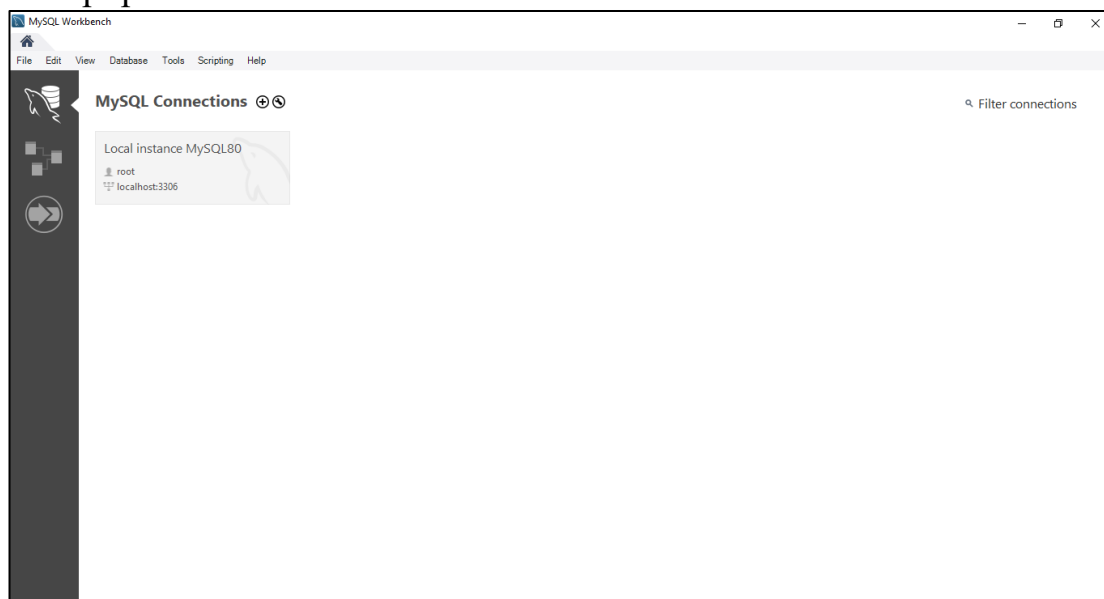 MySQL Workbench
File Edit View Database Tools Scripting Help
MySQL Connections
Filter connections
Local instance MySQL80
root
localhost:3306